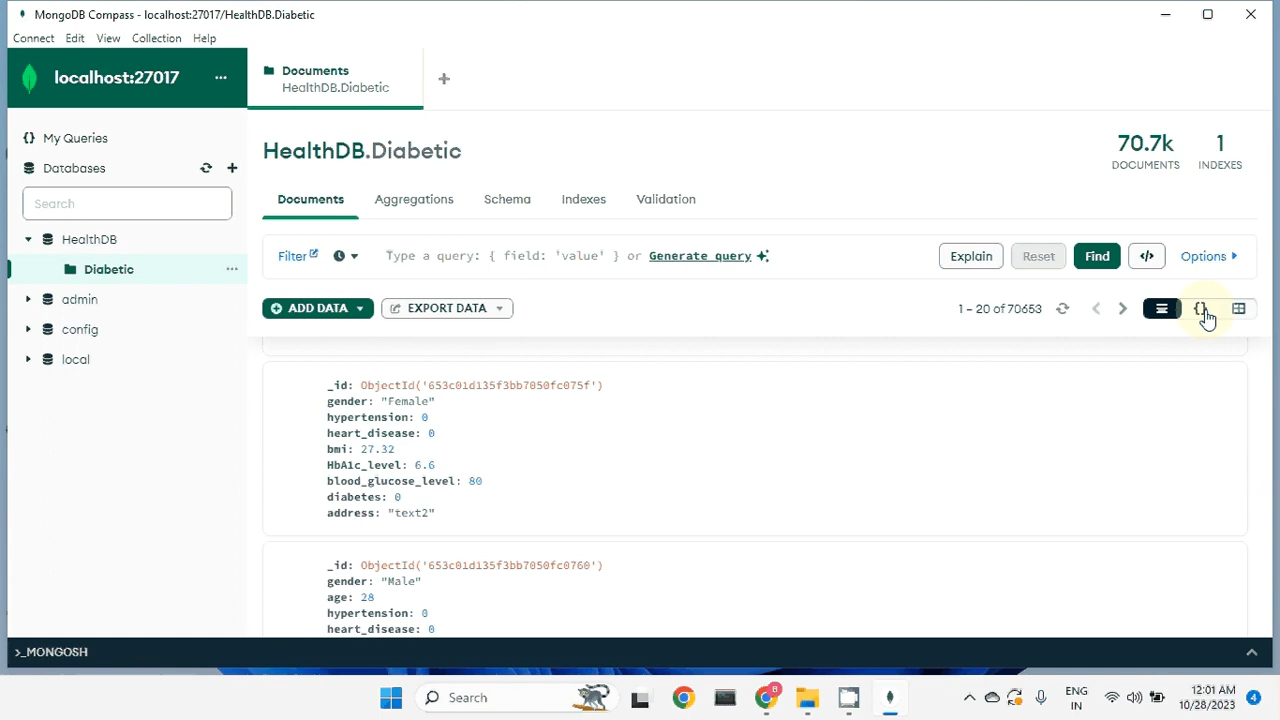 MongoDB Compass - localhost:27017/HealthDB.Diabetic
Connect Edit View Collection Help
localhost:27017 ...
Documents
HealthDB.Diabetic
{} My Queries
Databases
Search
HealthDB
Diabetic ...
admin
config
local
HealthDB.Diabetic
70.7k
DOCUMENTS
1
INDEXES
Documents Aggregations Schema Indexes Validation
Filter
Type a query: { field: 'value' } or Generate query
Explain Reset Find </> Options
ADD DATA EXPORT DATA 1 – 20 of 70653 {}
_id: ObjectId('653c01d135f3bb7050fc075f')
gender: "Female"
hypertension: 0
heart_disease: 0
bmi: 27.32
HbA1c_level: 6.6
blood_glucose_level: 80
diabetes: 0
address: "text2"
_id: ObjectId('653c01d135f3bb7050fc0760')
gender: "Male"
age: 28
hypertension: 0
heart_disease: 0
>_MONGOSH
Search
8
ENG
IN
12:01 AM
10/28/2023
4